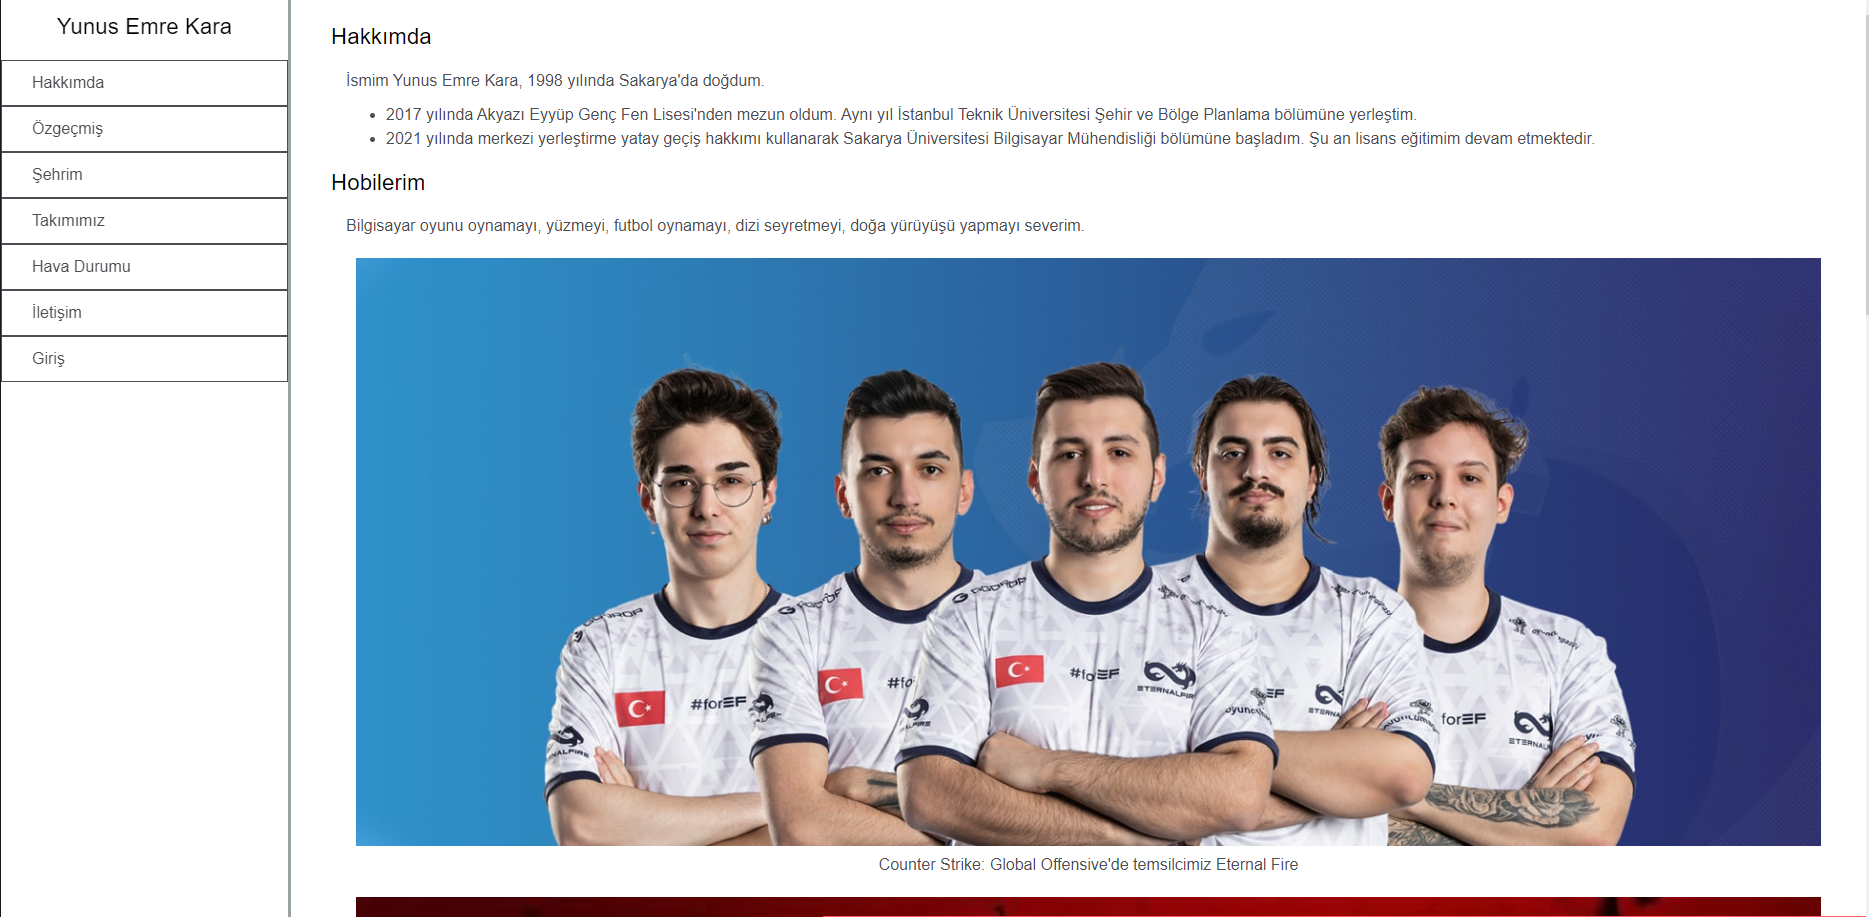 Yunus Emre Kara
Hakkımda
Özgeçmiş
Şehrim
Takımımız
Hava Durumu
İletişim
Giriş
Hakkımda
İsmim Yunus Emre Kara, 1998 yılında Sakarya'da doğdum.
• 2017 yılında Akyazı Eyyüp Genç Fen Lisesi'nden mezun oldum. Aynı yıl İstanbul Teknik Üniversitesi Şehir ve Bölge Planlama bölümüne yerleştim.
• 2021 yılında merkezi yerleştirme yatay geçiş hakkımı kullanarak Sakarya Üniversitesi Bilgisayar Mühendisliği bölümüne başladım. Şu an lisans eğitimim devam etmektedir.
Hobilerim
Bilgisayar oyunu oynamayı, yüzmeyi, futbol oynamayı, dizi seyretmeyi, doğa yürüyüşü yapmayı severim.
#forEF
#forEF
ETERNALFIRE
forEF
Counter Strike: Global Offensive'de temsilcimiz Eternal Fire